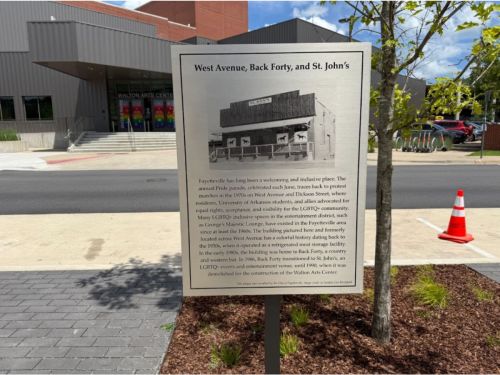 WALTON ARTS CENTER
West Avenue, Back Forty, and St. John's
Fayetteville has long been a welcoming and inclusive place. The
annual Pride parade, celebrated each June, traces back to protest
marches in the 1970s on West Avenue and Dickson Street, where
residents, University of Arkansas students, and allies advocated for
equal rights, acceptance, and visibility for the LGBTQ+ community.
Many LGBTQ+ inclusive spaces in the entertainment district, such
as George's Majestic Lounge, have existed in the Fayetteville area
since at least the 1960s. The building pictured here and formerly
located across West Avenue has a colorful history dating back to
the 1950s, when it operated as a refrigerated meat storage facility.
In the early 1980s, the building was home to Back Forty, a country
and western bar. In 1986, Back Forty transitioned to St. John's, an
LGBTQ+ events and entertainment venue, until 1990, when it was
demolished for the construction of the Walton Arts Center.